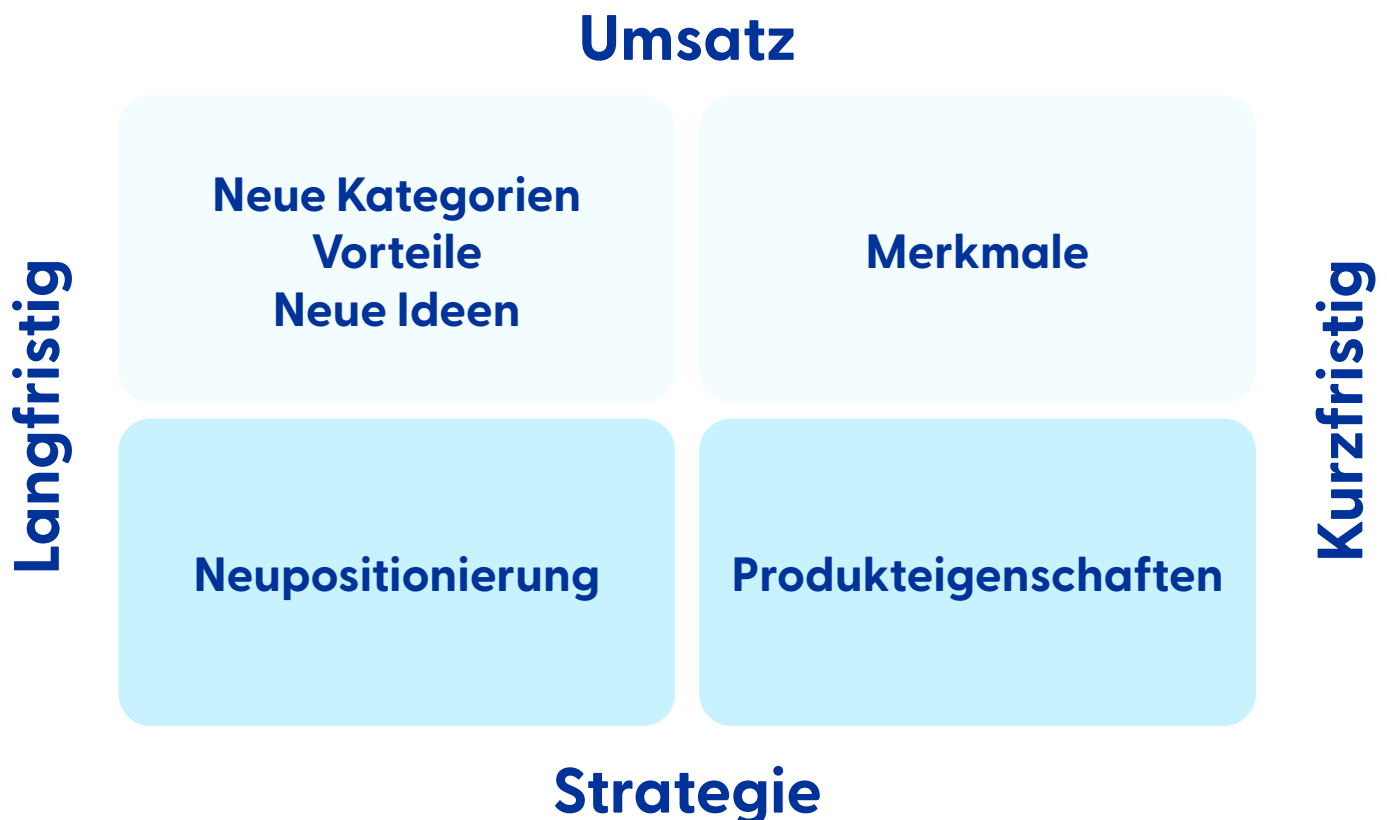 Umsatz
Neue Kategorien
Vorteile
Neue Ideen
Merkmale
Langfristig
Kurzfristig
Neupositionierung
Produkteigenschaften
Strategie